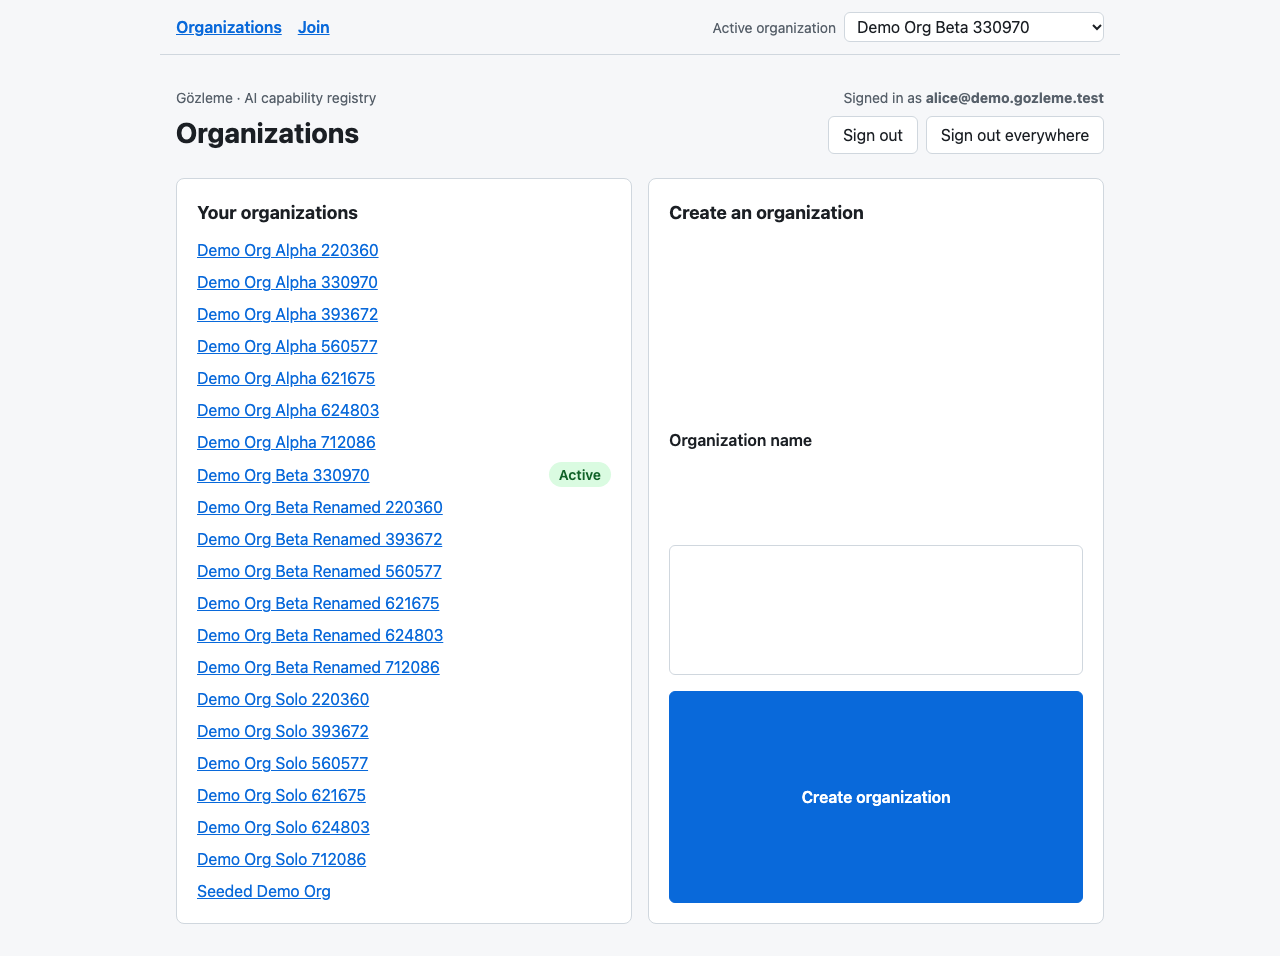 Organizations Join Active organization Demo Org Beta 330970
Gözleme · AI capability registry
Signed in as alice@demo.gozleme.test
Organizations
Sign out Sign out everywhere
Your organizations
Demo Org Alpha 220360
Demo Org Alpha 330970
Demo Org Alpha 393672
Demo Org Alpha 560577
Demo Org Alpha 621675
Demo Org Alpha 624803
Demo Org Alpha 712086
Demo Org Beta 330970 Active
Demo Org Beta Renamed 220360
Demo Org Beta Renamed 393672
Demo Org Beta Renamed 560577
Demo Org Beta Renamed 621675
Demo Org Beta Renamed 624803
Demo Org Beta Renamed 712086
Demo Org Solo 220360
Demo Org Solo 393672
Demo Org Solo 560577
Demo Org Solo 621675
Demo Org Solo 624803
Demo Org Solo 712086
Seeded Demo Org
Create an organization
Organization name
Create organization